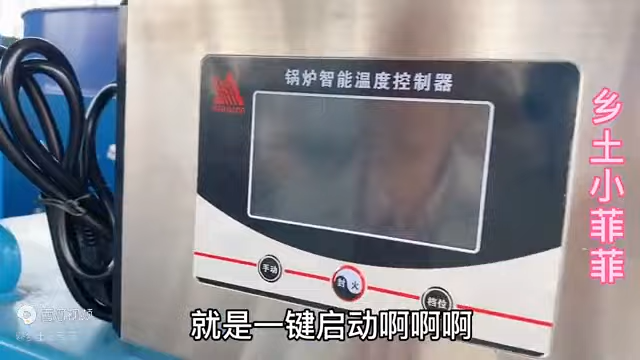 锅炉智能温度控制器
乡土小菲菲
手动
封火
档位
就是一键启动啊啊啊